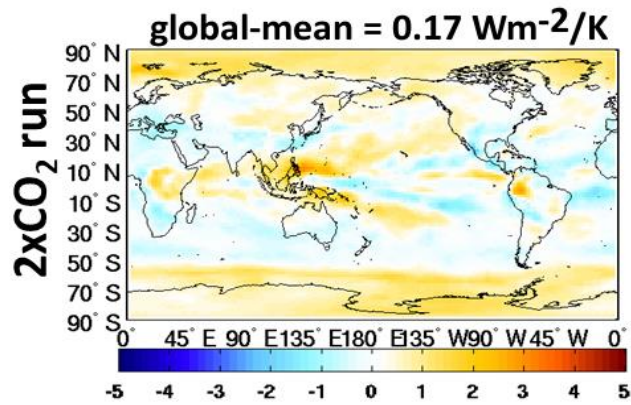 global-mean = 0.17 Wm-2/K
2xCO2 run
90° N
70° N
50° N
30° N
10° N
10° S
30° S
50° S
70° S
90° S
0° 45° E 90° E135° E180° E135° W90° W 45° W 0°
-5 -4 -3 -2 -1 0 1 2 3 4 5